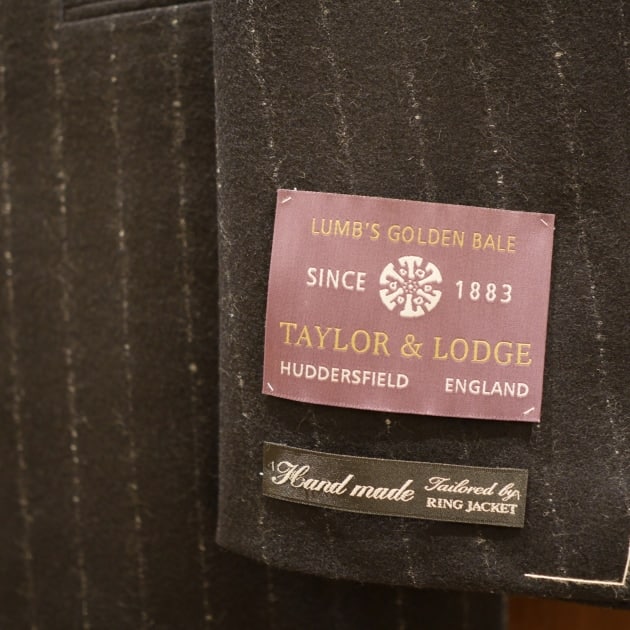 LUMB'S GOLDEN BALE
SINCE 1883
TAYLOR & LODGE
HUDDERSFIELD ENGLAND
Hand made Tailored by
RING JACKET